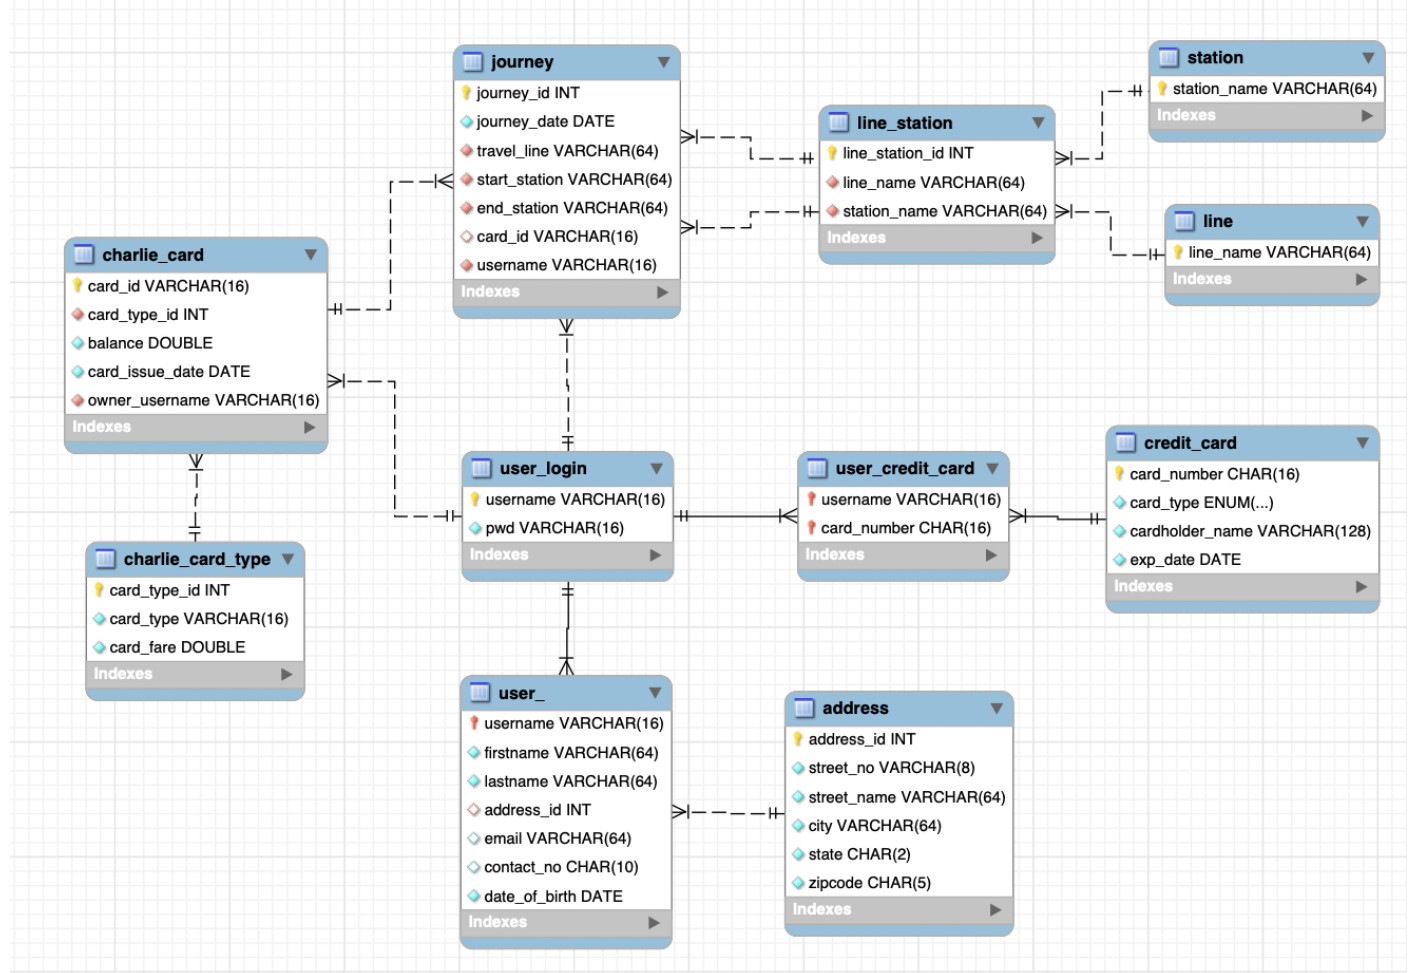 journey
journey_id INT
journey_date DATE
travel_line VARCHAR(64)
start_station VARCHAR(64)
end_station VARCHAR(64)
card_id VARCHAR(16)
username VARCHAR(16)
Indexes
line_station
line_station_id INT
line_name VARCHAR(64)
station_name VARCHAR(64)
Indexes
station
station_name VARCHAR(64)
Indexes
line
line_name VARCHAR(64)
Indexes
charlie_card
card_id VARCHAR(16)
card_type_id INT
balance DOUBLE
card_issue_date DATE
owner_username VARCHAR(16)
Indexes
user_login
username VARCHAR(16)
pwd VARCHAR(16)
Indexes
user_credit_card
username VARCHAR(16)
card_number CHAR(16)
Indexes
credit_card
card_number CHAR(16)
card_type ENUM(...)
cardholder_name VARCHAR(128)
exp_date DATE
Indexes
charlie_card_type
card_type_id INT
card_type VARCHAR(16)
card_fare DOUBLE
Indexes
user_
username VARCHAR(16)
firstname VARCHAR(64)
lastname VARCHAR(64)
address_id INT
email VARCHAR(64)
contact_no CHAR(10)
date_of_birth DATE
Indexes
address
address_id INT
street_no VARCHAR(8)
street_name VARCHAR(64)
city VARCHAR(64)
state CHAR(2)
zipcode CHAR(5)
Indexes